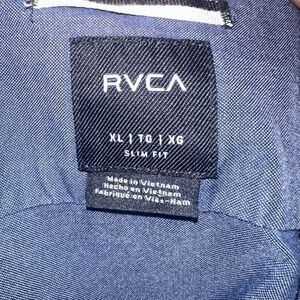 RVCA
XL | TG | XG
SLIM FIT
Made in Vietnam
Hecho en Vietnam
Fabriqué en Viêt-Nam